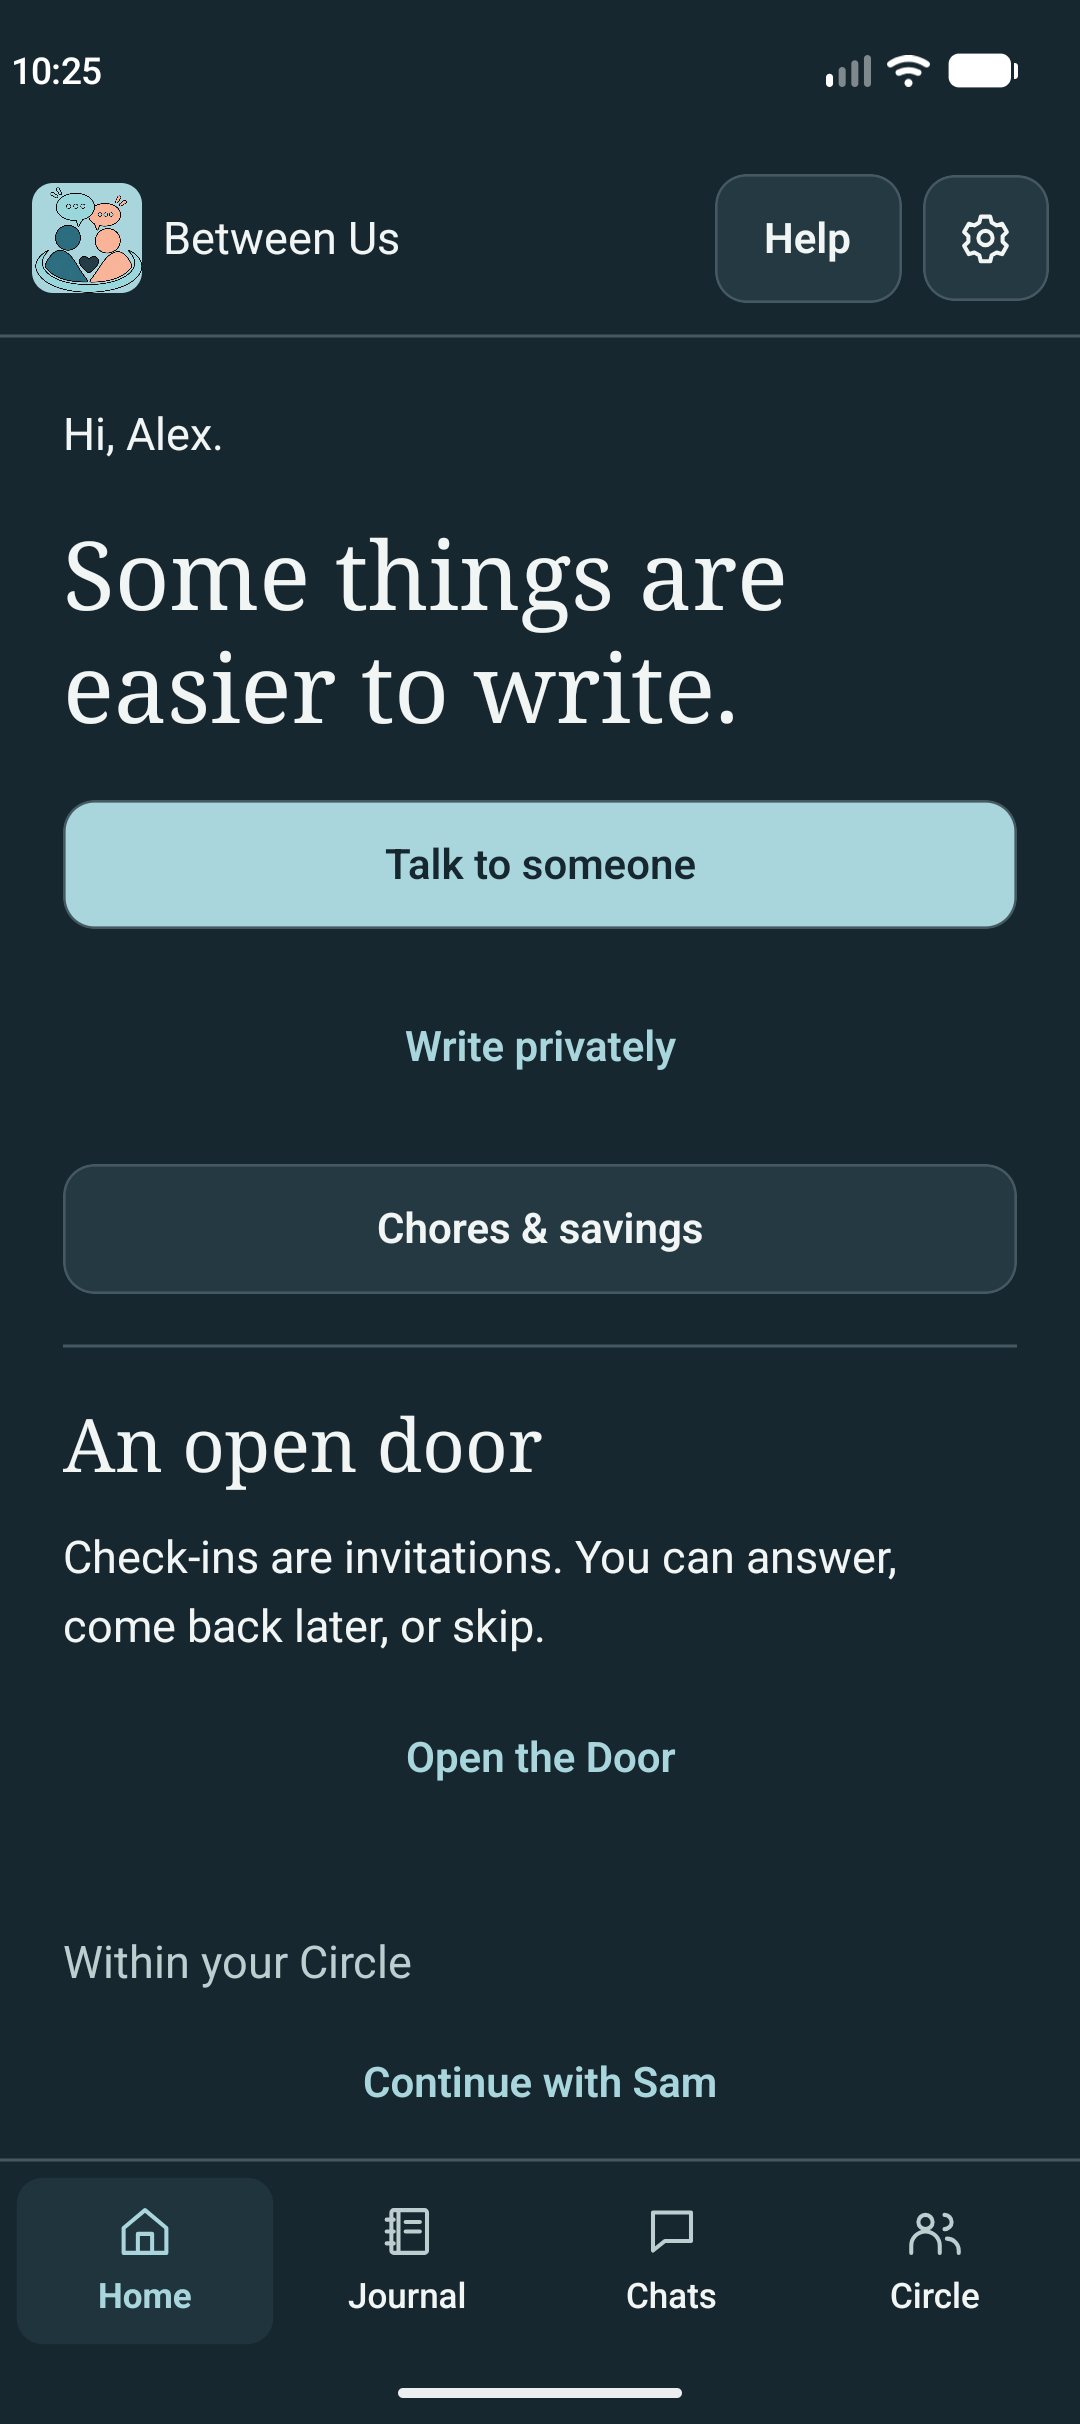 10:25
Between Us
Help
Hi, Alex.
Some things are
easier to write.
Talk to someone
Write privately
Chores & savings
An open door
Check-ins are invitations. You can answer,
come back later, or skip.
Open the Door
Within your Circle
Continue with Sam
Home
Journal
Chats
Circle